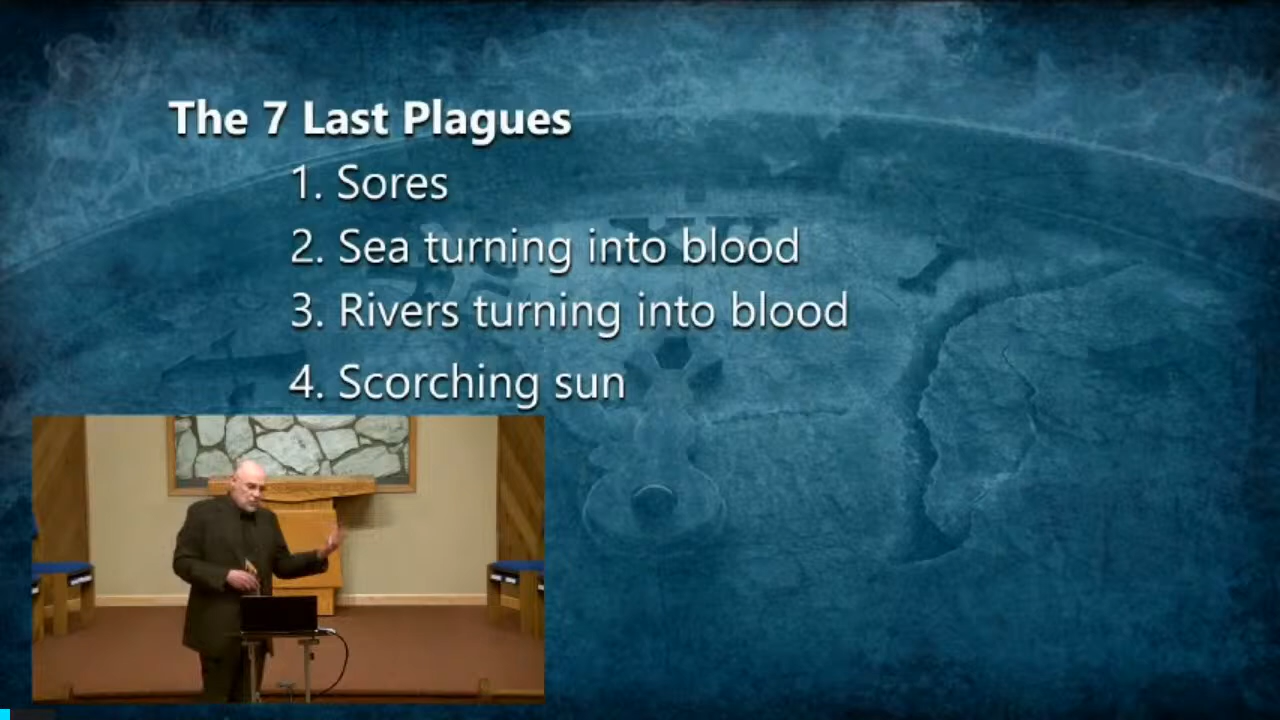 The 7 Last Plagues
1. Sores
2. Sea turning into blood
3. Rivers turning into blood
4. Scorching sun